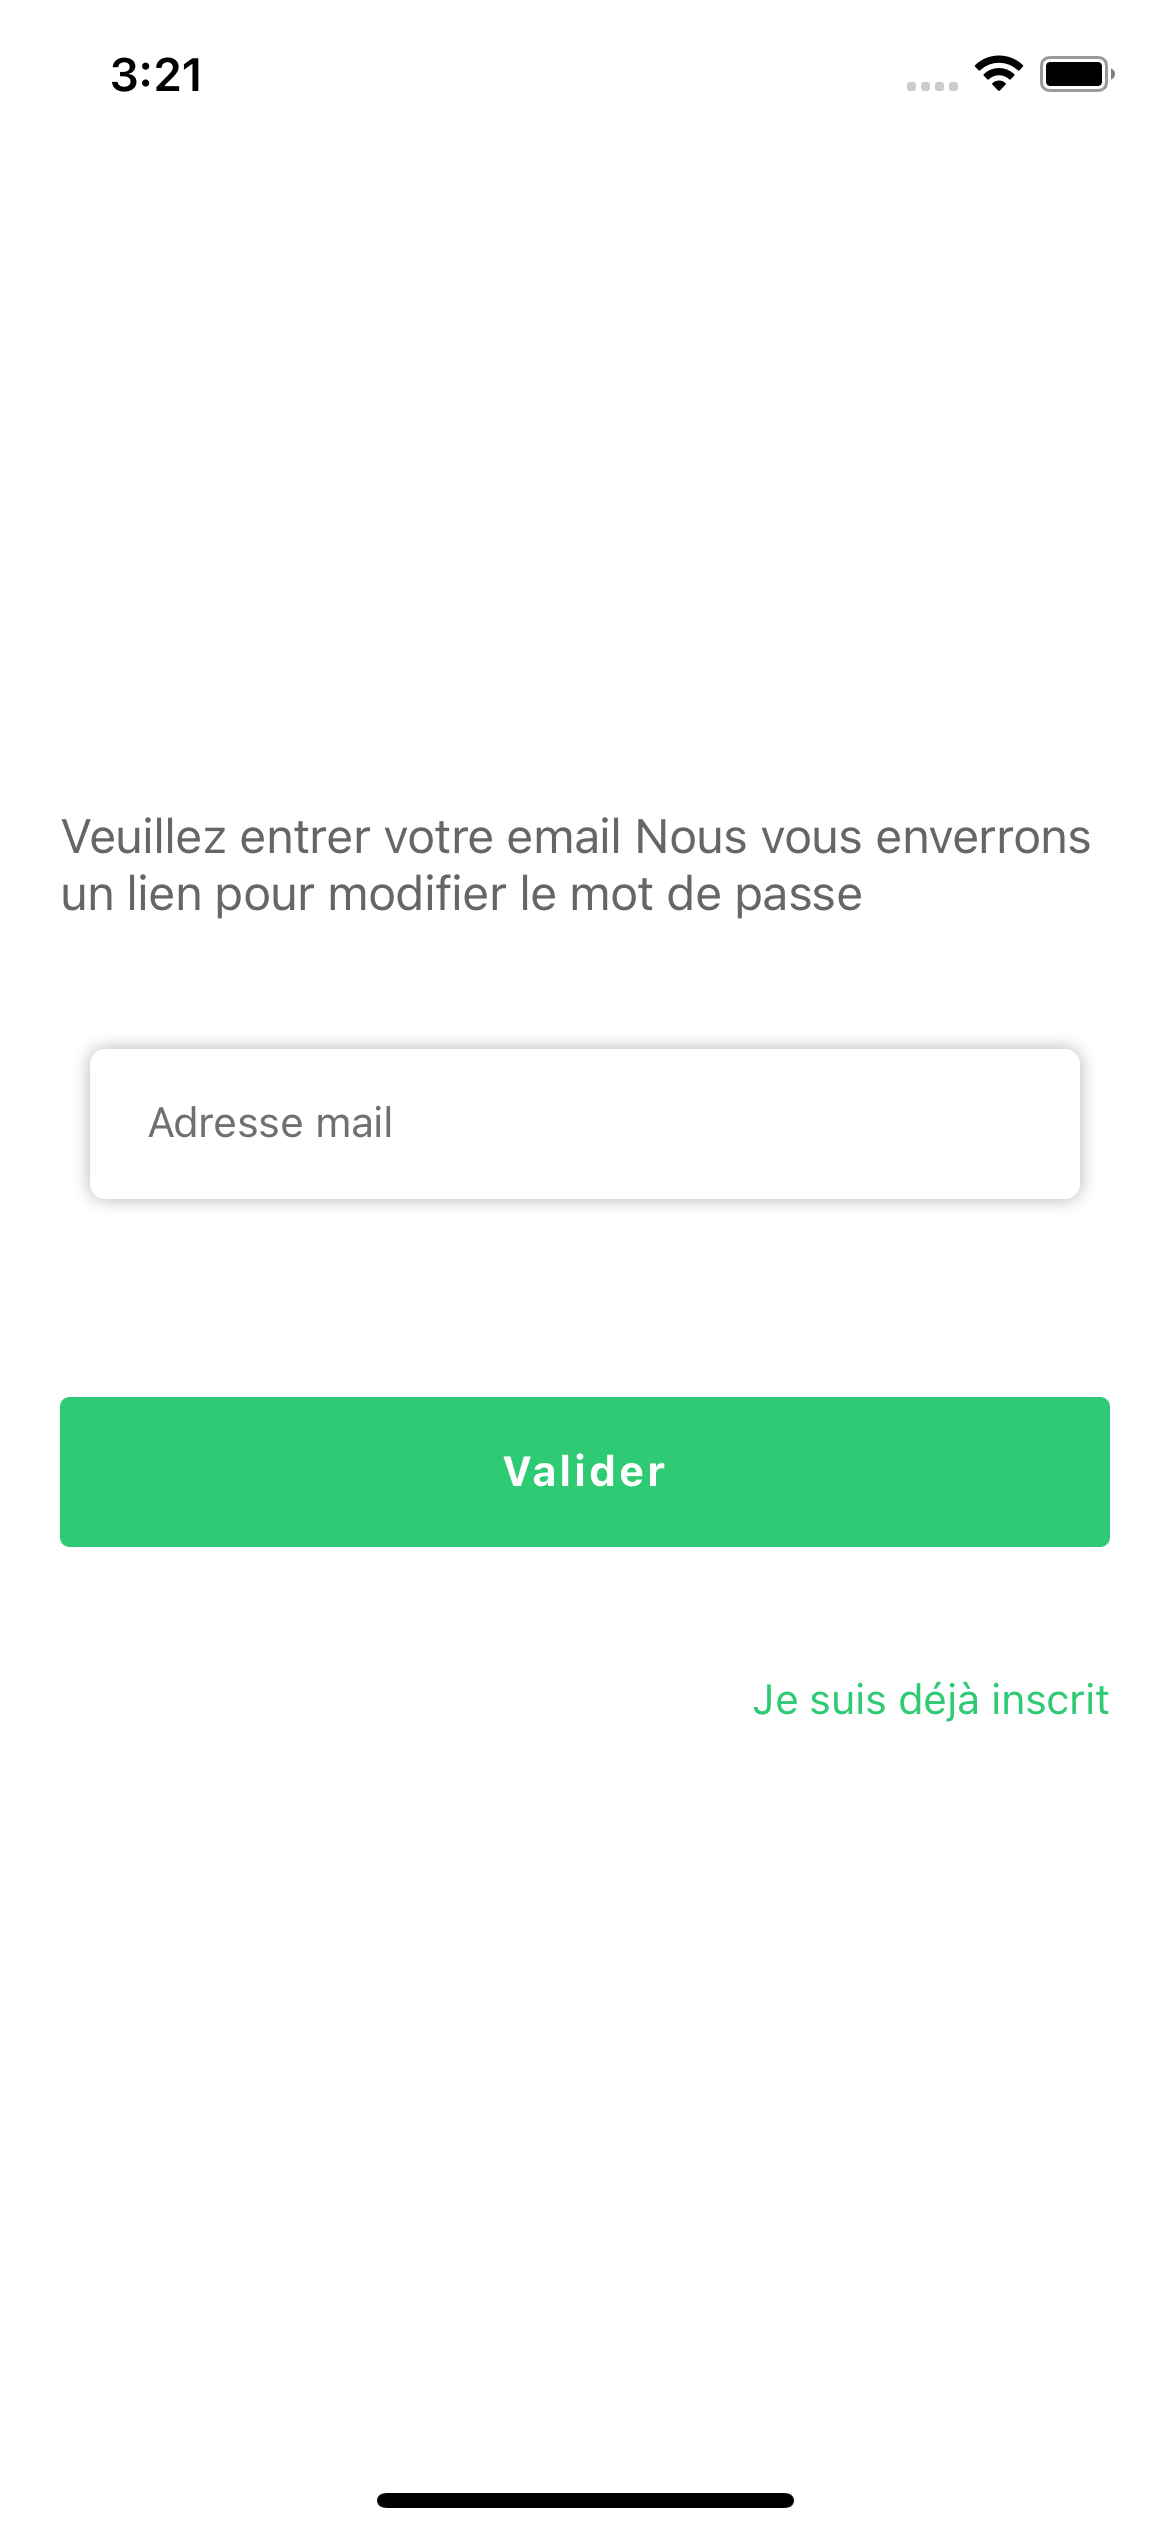 3:21
Veuillez entrer votre email Nous vous enverrons
un lien pour modifier le mot de passe
Adresse mail
Valider
Je suis déjà inscrit